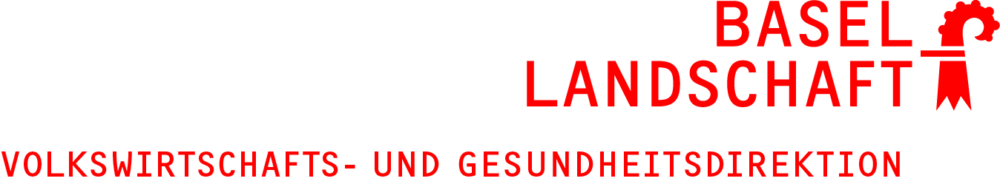 BASEL
LANDSCHAFT
VOLKSWIRTSCHAFTS- UND GESUNDHEITSDIREKTION